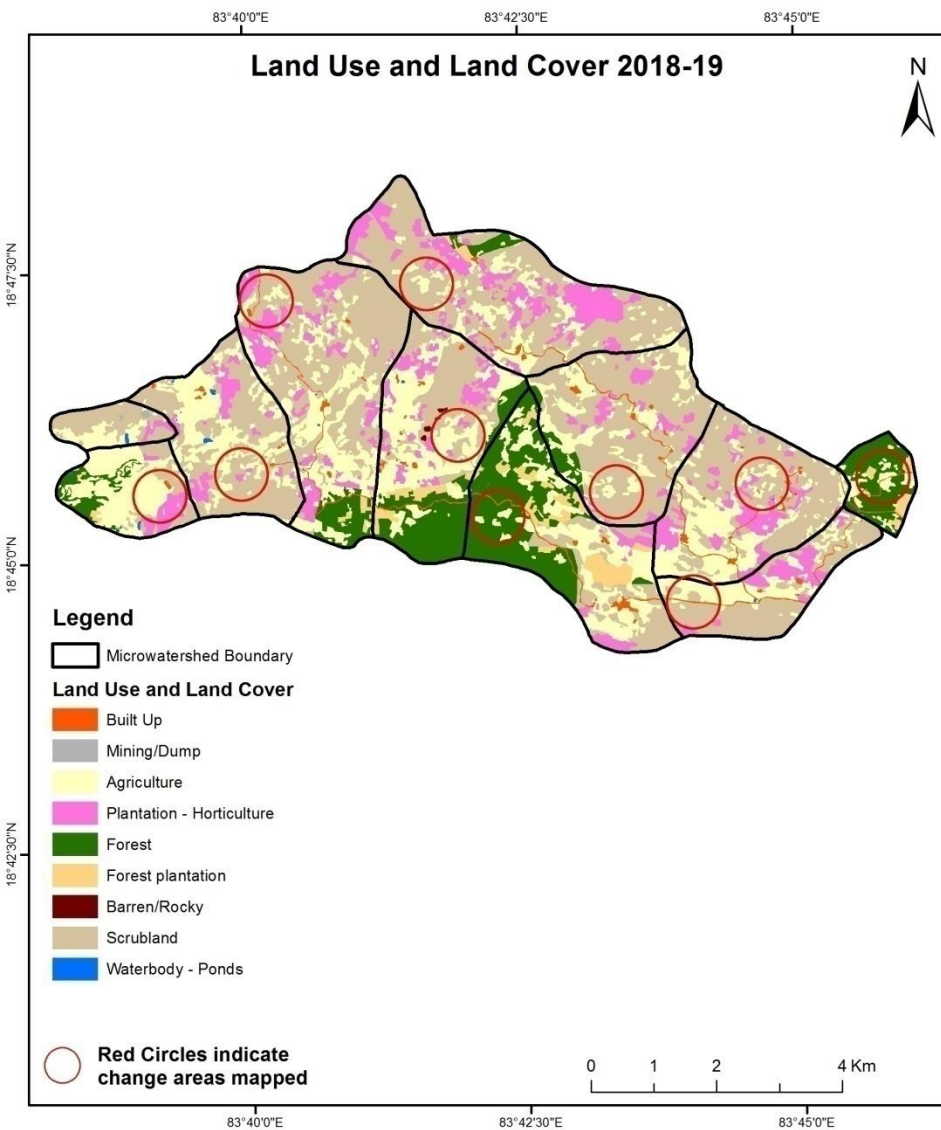 83°40'0"E 83°42'30"E 83°45'0"E
Land Use and Land Cover 2018-19
N
18°47'30"N
18°45'0"N
18°42'30"N
Legend
Microwatershed Boundary
Land Use and Land Cover
Built Up
Mining/Dump
Agriculture
Plantation - Horticulture
Forest
Forest plantation
Barren/Rocky
Scrubland
Waterbody - Ponds
Red Circles indicate
change areas mapped
0 1 2 4 Km
83°40'0"E 83°42'30"E 83°45'0"E